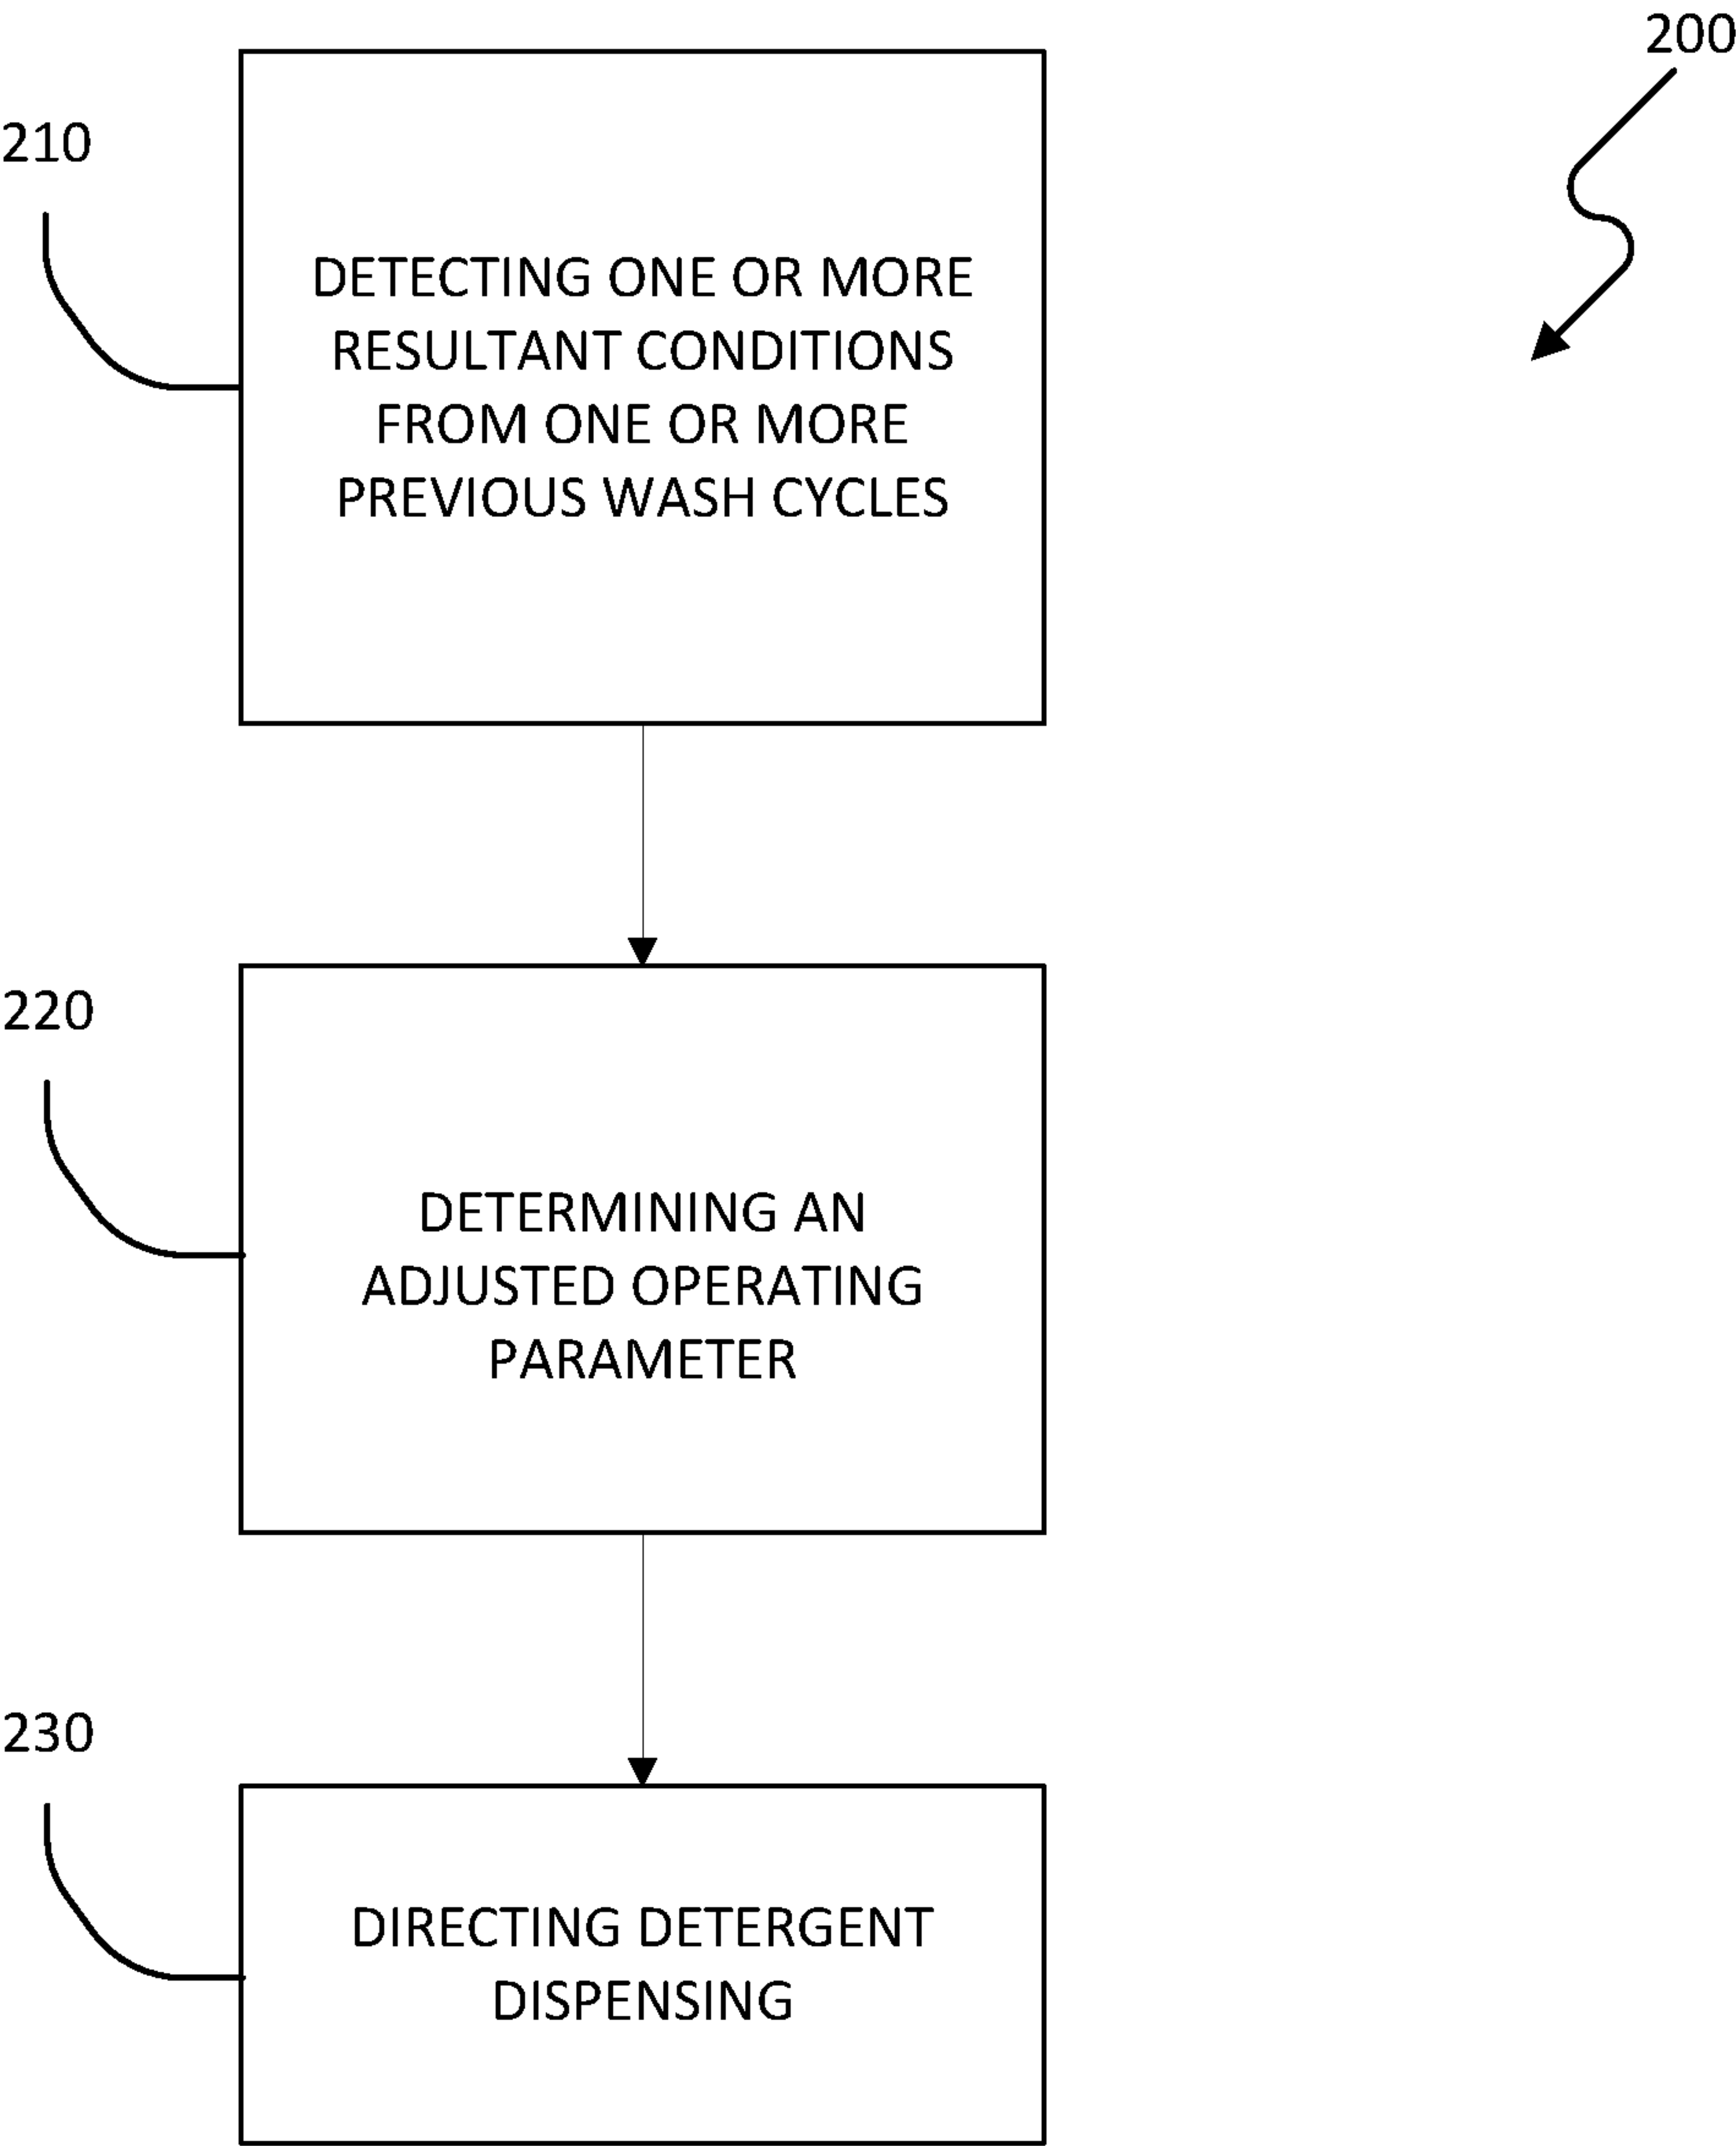 200
210
DETECTING ONE OR MORE
RESULTANT CONDITIONS
FROM ONE OR MORE
PREVIOUS WASH CYCLES
220
DETERMINING AN
ADJUSTED OPERATING
PARAMETER
230
DIRECTING DETERGENT
DISPENSING